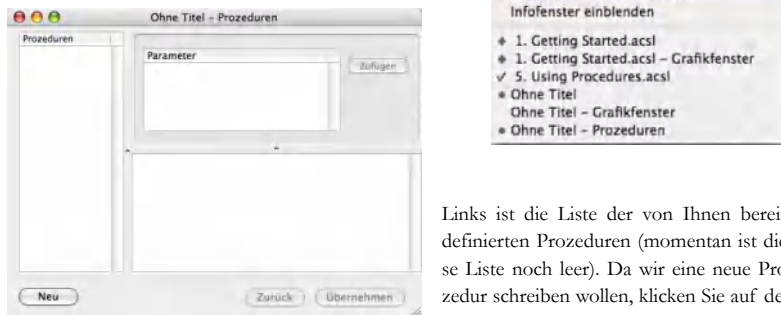 Ohne Titel – Prozeduren
Prozeduren
Parameter
Zufügen
Neu
Zurück
Übernehmen
Infofenster einblenden
1. Getting Started.acsl
1. Getting Started.acsl – Grafikfenster
✓ 5. Using Procedures.acsl
Ohne Titel
Ohne Titel – Grafikfenster
Ohne Titel – Prozeduren
Links ist die Liste der von Ihnen berei
definierten Prozeduren (momentan ist die
se Liste noch leer). Da wir eine neue Pro
zedur schreiben wollen, klicken Sie auf de